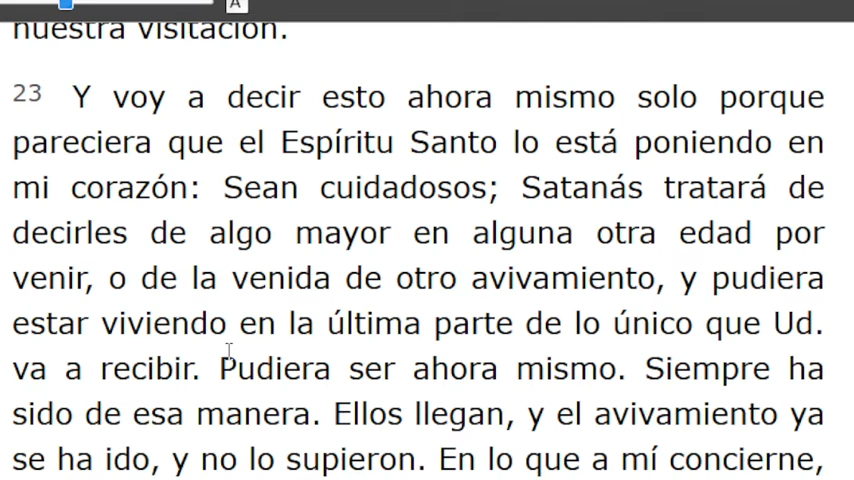 A
nuestra visitación.
23 Y voy a decir esto ahora mismo solo porque
pareciera que el Espíritu Santo lo está poniendo en
mi corazón: Sean cuidadosos; Satanás tratará de
decirles de algo mayor en alguna otra edad por
venir, o de la venida de otro avivamiento, y pudiera
estar viviendo en la última parte de lo único que Ud.
va a recibir. Pudiera ser ahora mismo. Siempre ha
sido de esa manera. Ellos llegan, y el avivamiento ya
se ha ido, y no lo supieron. En lo que a mí concierne,